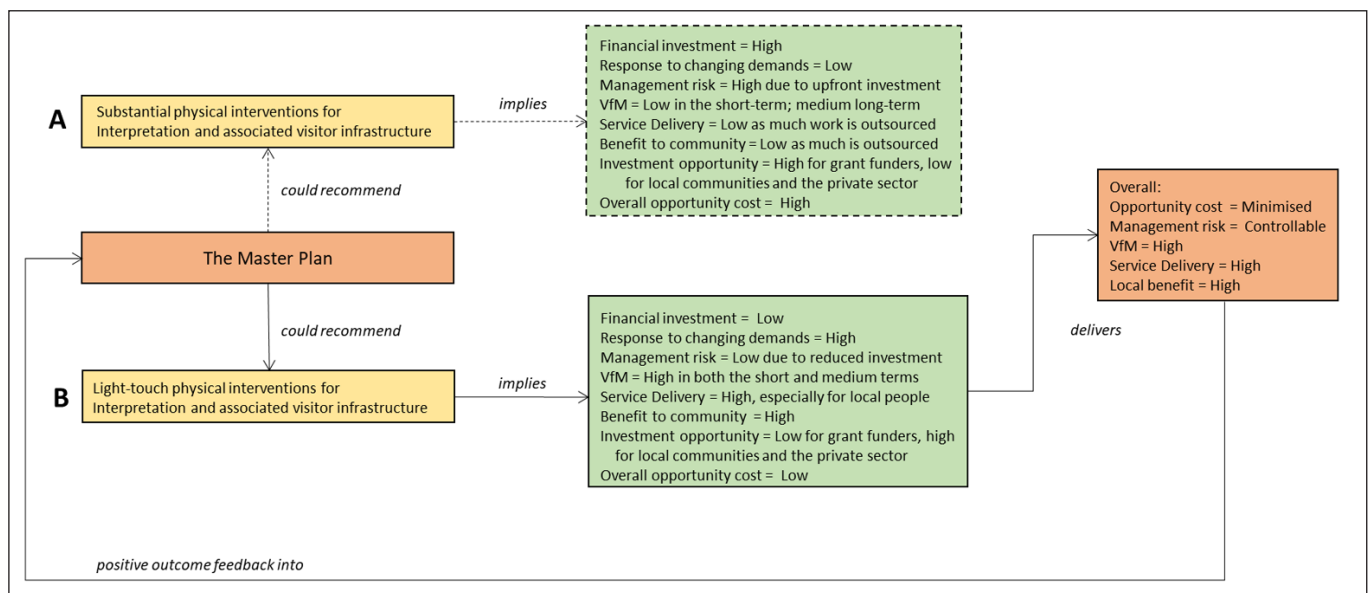 A
Substantial physical interventions for
Interpretation and associated visitor infrastructure
implies
Financial investment = High
Response to changing demands = Low
Management risk = High due to upfront investment
VfM = Low in the short-term; medium long-term
Service Delivery = Low as much work is outsourced
Benefit to community = Low as much is outsourced
Investment opportunity = High for grant funders, low
for local communities and the private sector
Overall opportunity cost = High
could recommend
The Master Plan
could recommend
B
Light-touch physical interventions for
Interpretation and associated visitor infrastructure
implies
Financial investment = Low
Response to changing demands = High
Management risk = Low due to reduced investment
VfM = High in both the short and medium terms
Service Delivery = High, especially for local people
Benefit to community = High
Investment opportunity = Low for grant funders, high
for local communities and the private sector
Overall opportunity cost = Low
delivers
Overall:
Opportunity cost = Minimised
Management risk = Controllable
VfM = High
Service Delivery = High
Local benefit = High
positive outcome feedback into